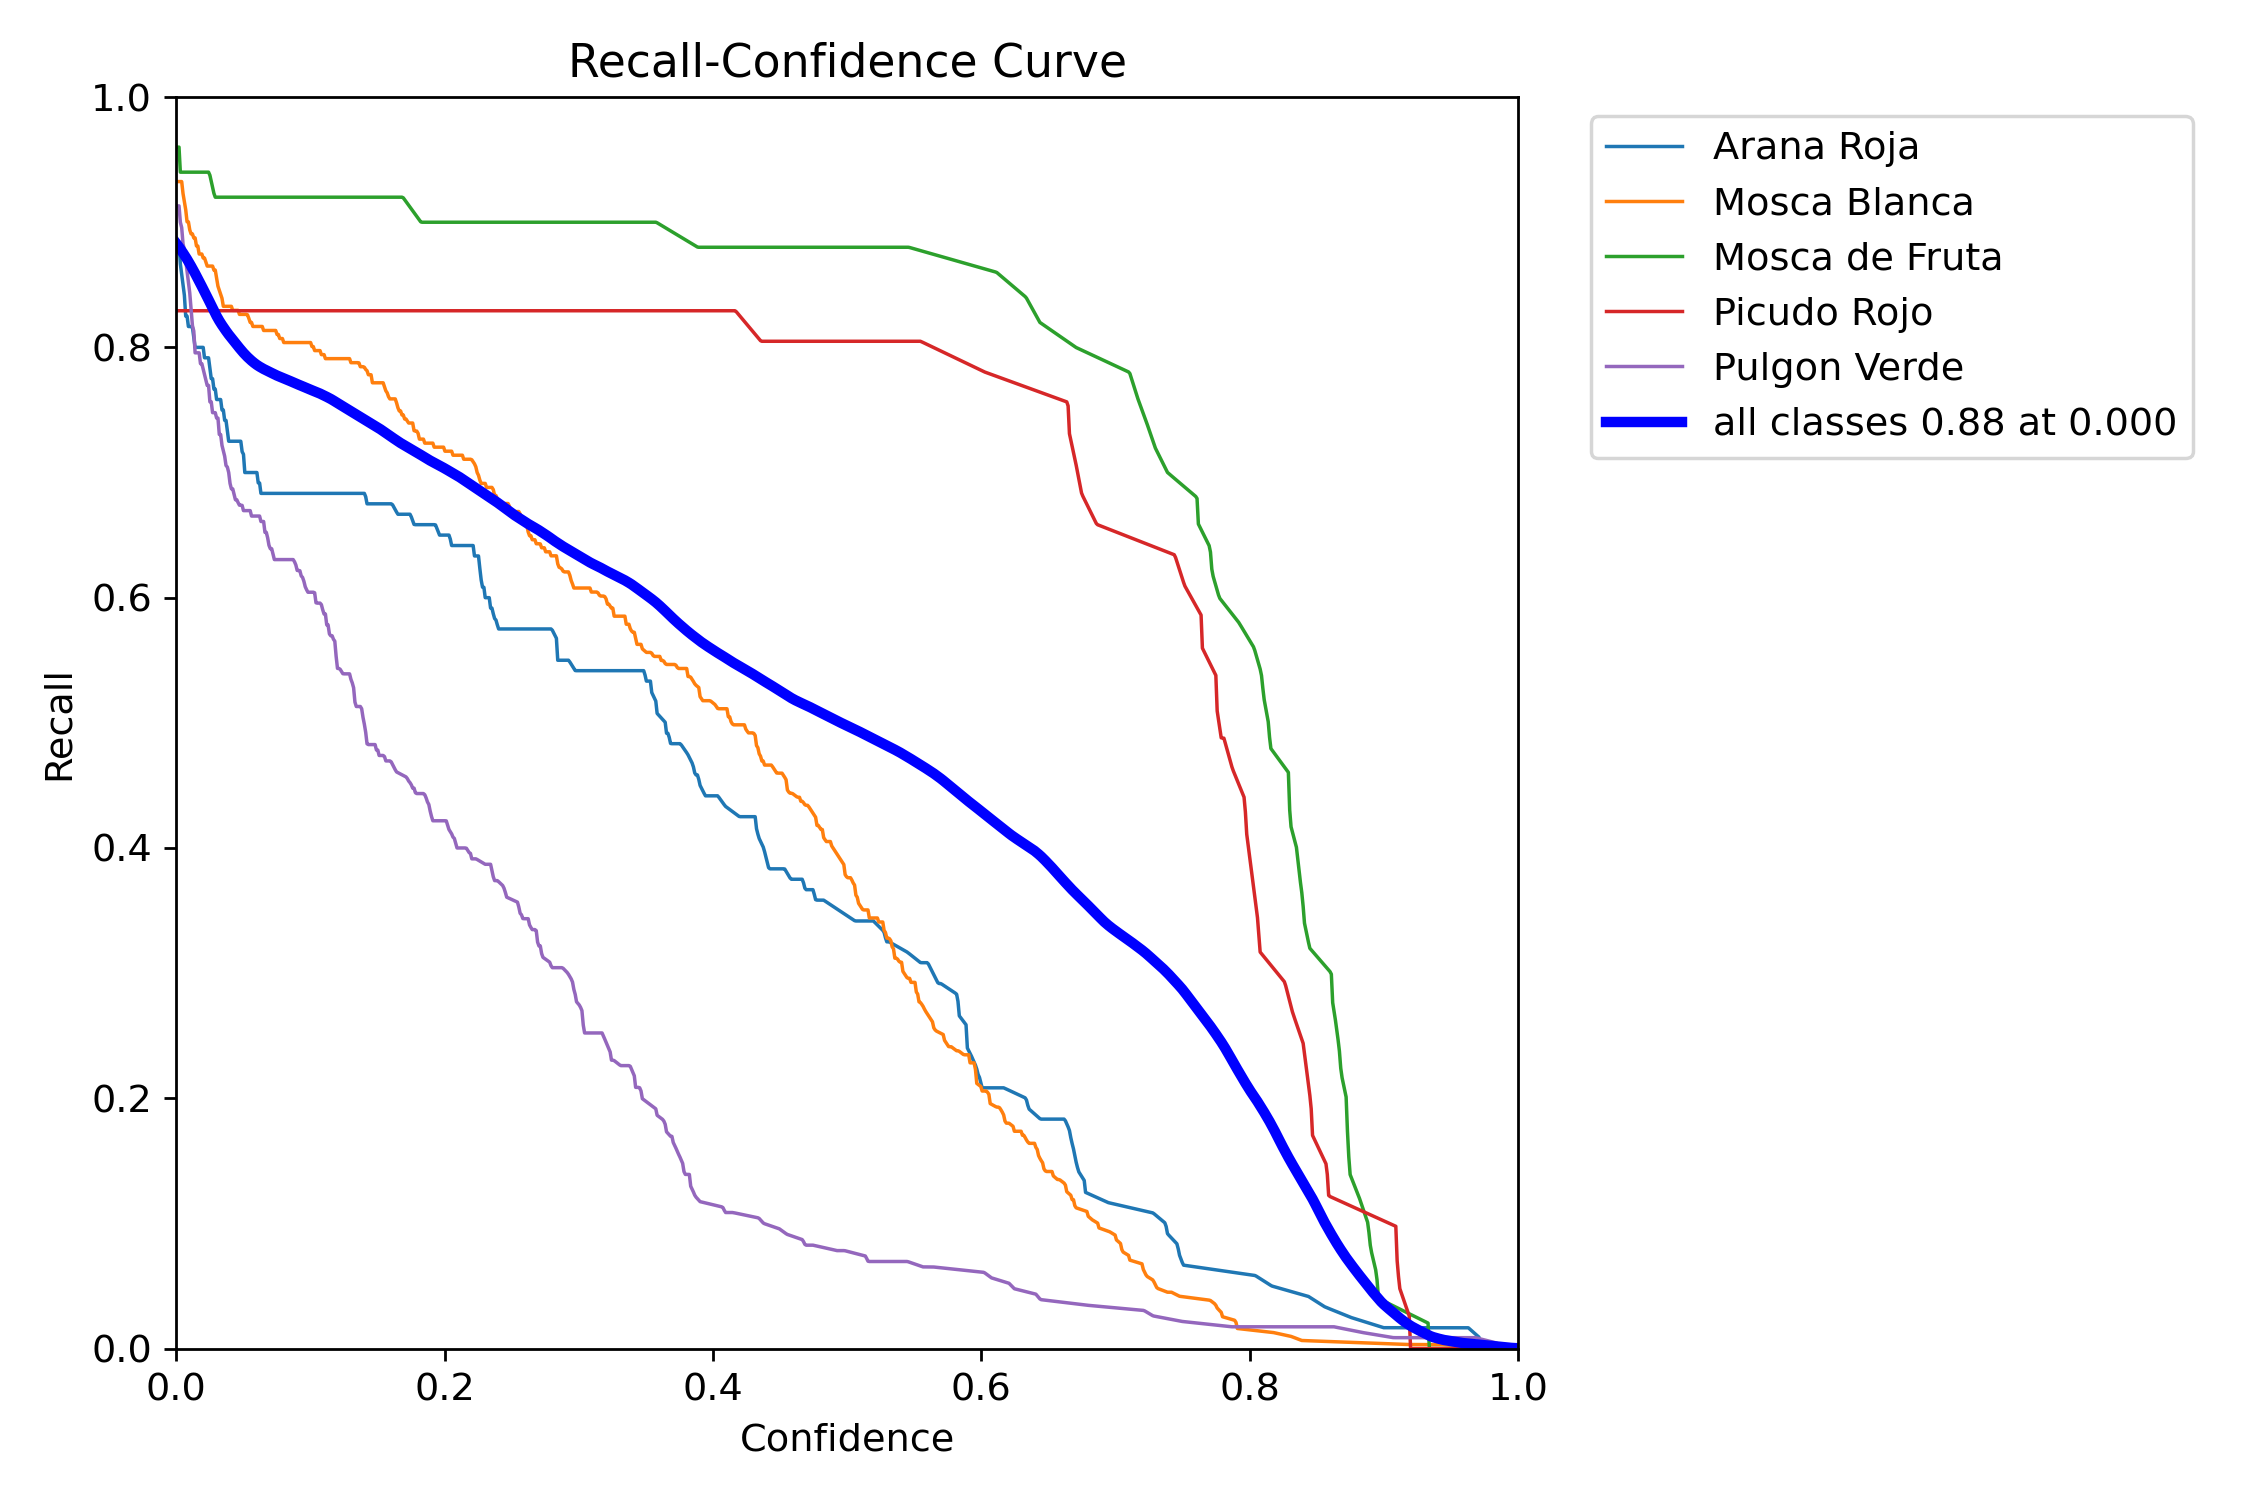 Recall-Confidence Curve
1.0
0.8
0.6
0.4
0.2
0.0
Recall
0.0 0.2 0.4 0.6 0.8 1.0
Confidence
Arana Roja
Mosca Blanca
Mosca de Fruta
Picudo Rojo
Pulgon Verde
all classes 0.88 at 0.000